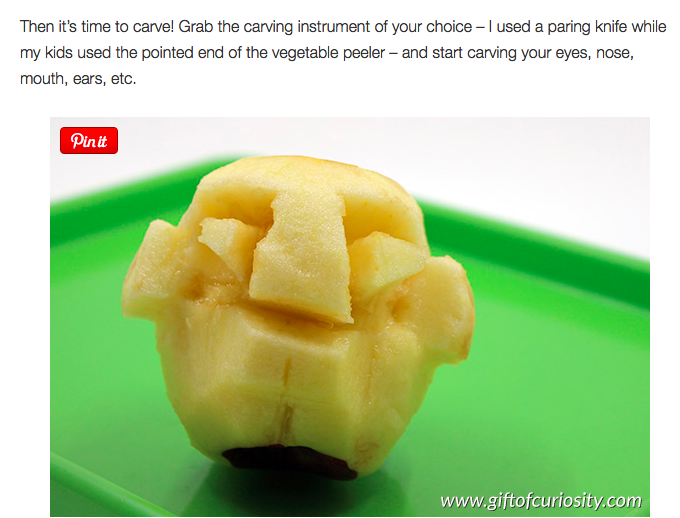 Then it's time to carve! Grab the carving instrument of your choice – I used a paring knife while
my kids used the pointed end of the vegetable peeler – and start carving your eyes, nose,
mouth, ears, etc.
Pin it
www.giftofcuriosity.com